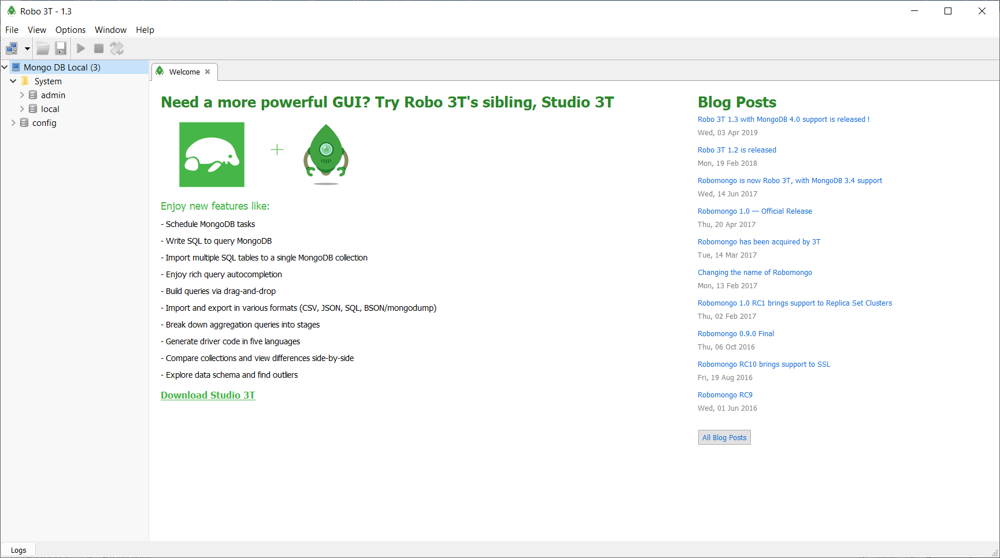 Robo 3T - 1.3
File View Options Window Help
Mongo DB Local (3)
System
admin
local
config
Welcome
Need a more powerful GUI? Try Robo 3T's sibling, Studio 3T
Enjoy new features like:
- Schedule MongoDB tasks
- Write SQL to query MongoDB
- Import multiple SQL tables to a single MongoDB collection
- Enjoy rich query autocompletion
- Build queries via drag-and-drop
- Import and export in various formats (CSV, JSON, SQL, BSON/mongodump)
- Break down aggregation queries into stages
- Generate driver code in five languages
- Compare collections and view differences side-by-side
- Explore data schema and find outliers
Download Studio 3T
Blog Posts
Robo 3T 1.3 with MongoDB 4.0 support is released !
Wed, 03 Apr 2019
Robo 3T 1.2 is released
Mon, 19 Feb 2018
Robomongo is now Robo 3T, with MongoDB 3.4 support
Wed, 14 Jun 2017
Robomongo 1.0 — Official Release
Thu, 20 Apr 2017
Robomongo has been acquired by 3T
Tue, 14 Mar 2017
Changing the name of Robomongo
Mon, 13 Feb 2017
Robomongo 1.0 RC1 brings support to Replica Set Clusters
Thu, 02 Feb 2017
Robomongo 0.9.0 Final
Thu, 06 Oct 2016
Robomongo RC10 brings support to SSL
Fri, 19 Aug 2016
Robomongo RC9
Wed, 01 Jun 2016
All Blog Posts
Logs